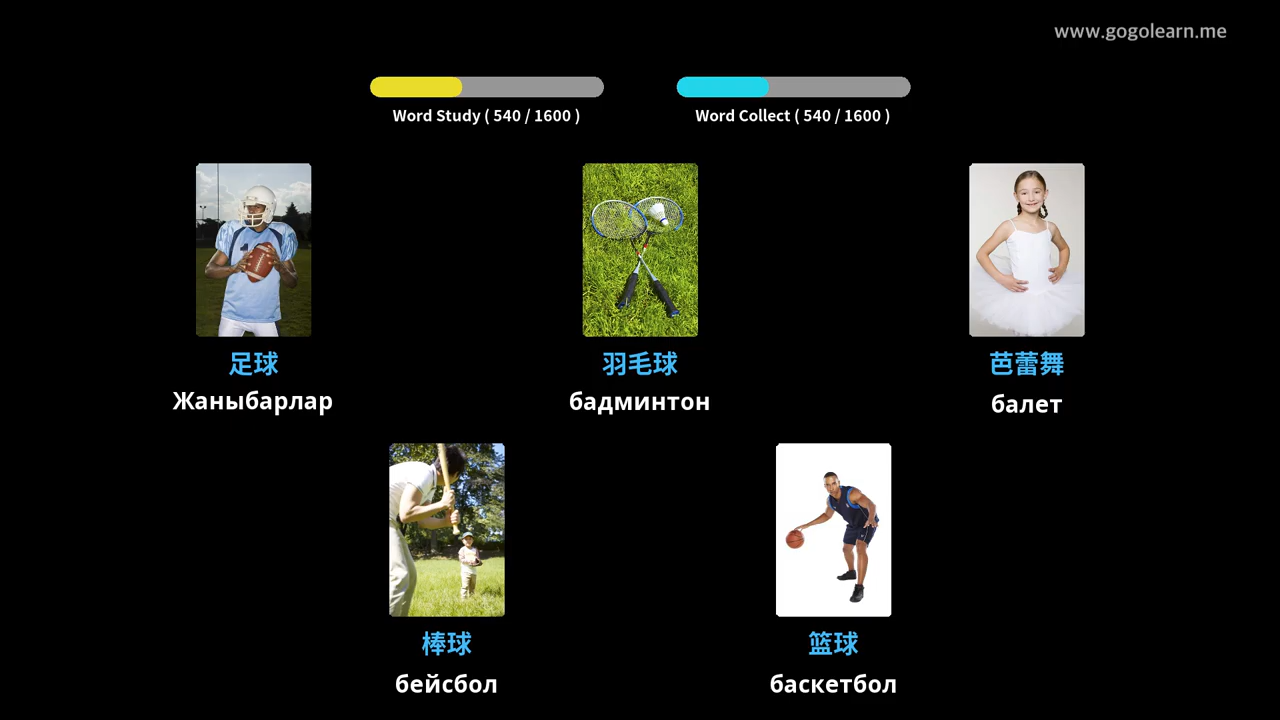 www.gogolearn.me
Word Study ( 540 / 1600 )
Word Collect ( 540 / 1600 )
足球
羽毛球
芭蕾舞
Жаныбарлар
бадминтон
балет
棒球
篮球
бейсбол
баскетбол